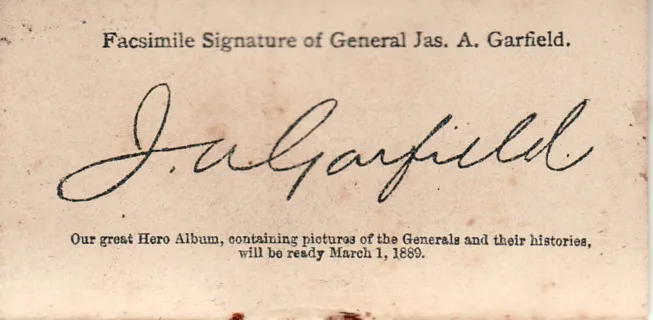 Facsimile Signature of General Jas. A. Garfield.
J. A. Garfield.
Our great Hero Album, containing pictures of the Generals and their histories,
will be ready March 1, 1889.